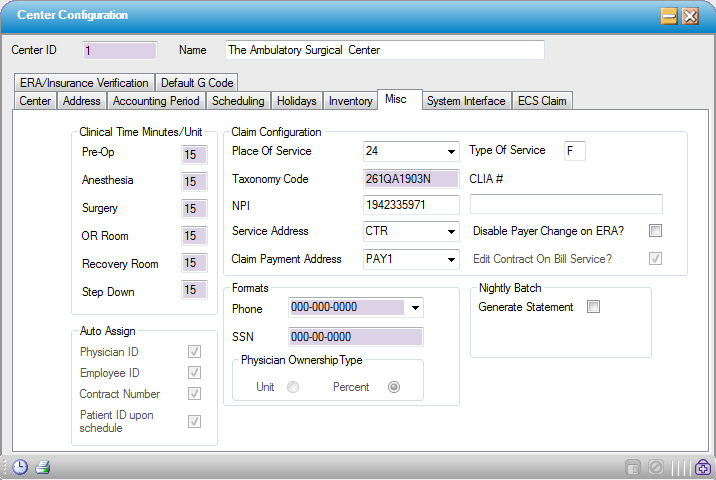 Center Configuration
Center ID 1 Name The Ambulatory Surgical Center
ERA/Insurance Verification Default G Code
Center Address Accounting Period Scheduling Holidays Inventory Misc System Interface ECS Claim
Clinical Time Minutes/Unit
Pre-Op 15
Anesthesia 15
Surgery 15
OR Room 15
Recovery Room 15
Step Down 15
Auto Assign
Physician ID
Employee ID
Contract Number
Patient ID upon
schedule
Claim Configuration
Place Of Service 24 Type Of Service F
Taxonomy Code 261QA1903N CLIA #
NPI 1942335971
Service Address CTR Disable Payer Change on ERA?
Claim Payment Address PAY1 Edit Contract On Bill Service?
Formats
Phone 000-000-0000
SSN 000-00-0000
Physician Ownership Type
Unit Percent
Nightly Batch
Generate Statement